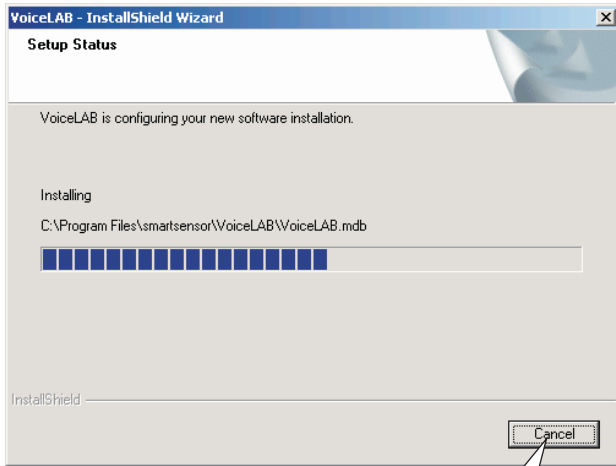 VoiceLAB - InstallShield Wizard
Setup Status
VoiceLAB is configuring your new software installation.
Installing
C:\Program Files\smartsensor\VoiceLAB\VoiceLAB.mdb
InstallShield
Cancel